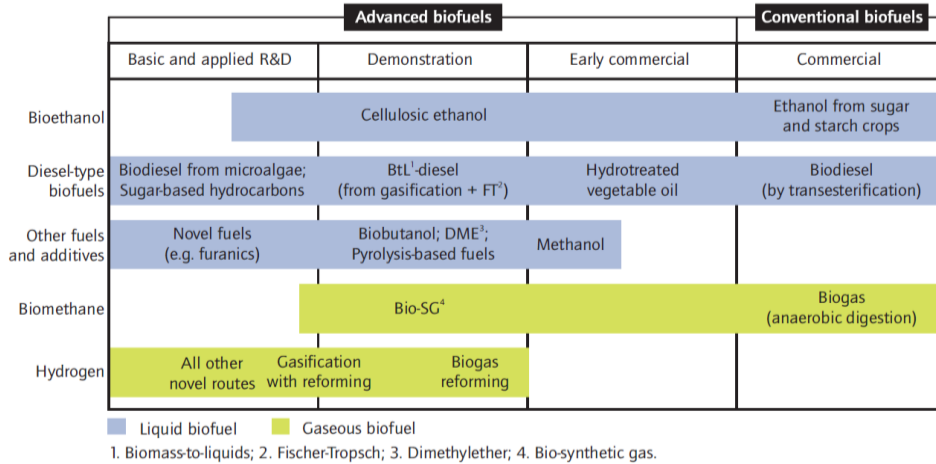 Advanced biofuels
Conventional biofuels
Basic and applied R&D
Demonstration
Early commercial
Commercial
Bioethanol
Cellulosic ethanol
Ethanol from sugar
and starch crops
Diesel-type
biofuels
Biodiesel from microalgae;
Sugar-based hydrocarbons
BtL¹-diesel
(from gasification + FT²)
Hydrotreated
vegetable oil
Biodiesel
(by transesterification)
Other fuels
and additives
Novel fuels
(e.g. furanics)
Biobutanol; DME³;
Pyrolysis-based fuels
Methanol
Biomethane
Bio-SG⁴
Biogas
(anaerobic digestion)
Hydrogen
All other
novel routes
Gasification
with reforming
Biogas
reforming
Liquid biofuel
Gaseous biofuel
1. Biomass-to-liquids; 2. Fischer-Tropsch; 3. Dimethylether; 4. Bio-synthetic gas.